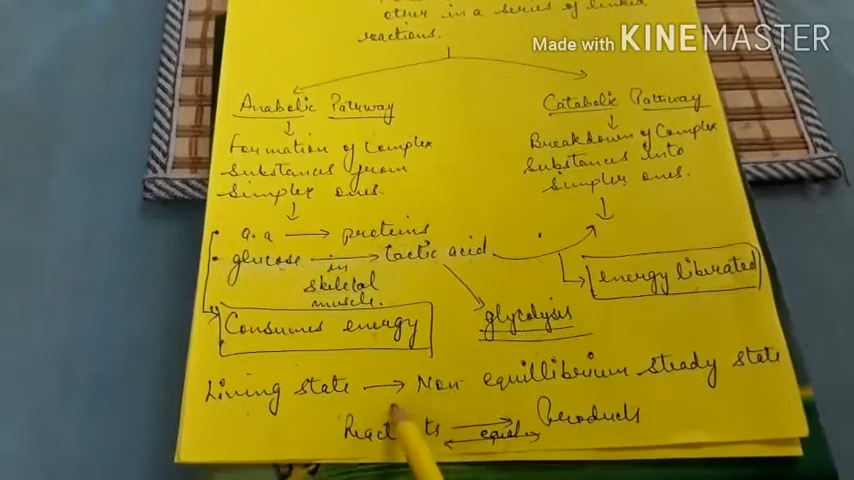 other in a series of linked
reactions.
Made with KINEMASTER
Anabolic Pathway
Formation of Complex
Substances from
Simpler ones.
a.a → proteins
glucose → lactic acid
in
skeletal
muscle.
Consumes energy
Catabolic Pathway
Breakdown of Complex
Substances into
Simpler ones.
energy liberated
glycolysis
Living state → Non equillibrium steady state
Products